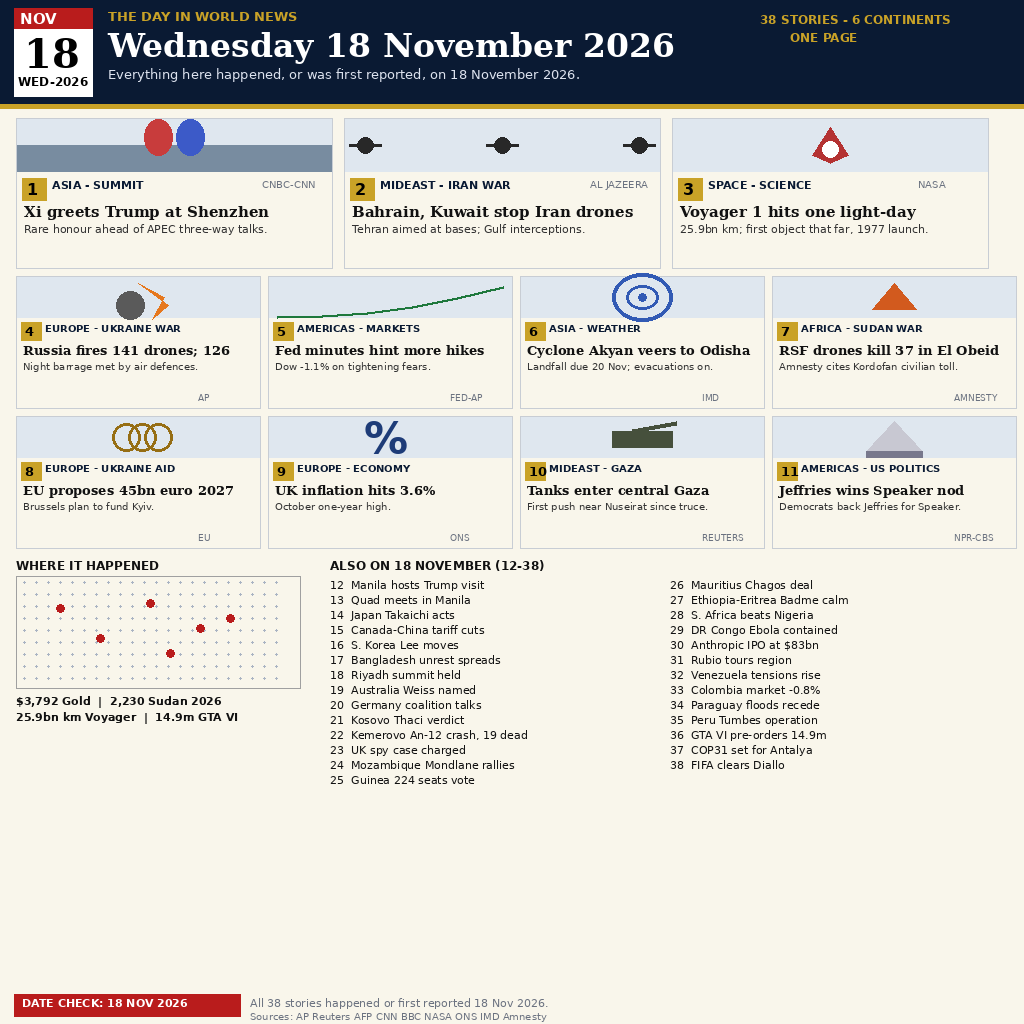 NOV
18
WED-2026
THE DAY IN WORLD NEWS
Wednesday 18 November 2026
Everything here happened, or was first reported, on 18 November 2026.
38 STORIES - 6 CONTINENTS
ONE PAGE
1 ASIA - SUMMIT CNBC-CNN
Xi greets Trump at Shenzhen
Rare honour ahead of APEC three-way talks.
2 MIDEAST - IRAN WAR AL JAZEERA
Bahrain, Kuwait stop Iran drones
Tehran aimed at bases; Gulf interceptions.
3 SPACE - SCIENCE NASA
Voyager 1 hits one light-day
25.9bn km; first object that far, 1977 launch.
4 EUROPE - UKRAINE WAR
Russia fires 141 drones; 126
Night barrage met by air defences.
AP
5 AMERICAS - MARKETS
Fed minutes hint more hikes
Dow -1.1% on tightening fears.
FED-AP
6 ASIA - WEATHER
Cyclone Akyan veers to Odisha
Landfall due 20 Nov; evacuations on.
IMD
7 AFRICA - SUDAN WAR
RSF drones kill 37 in El Obeid
Amnesty cites Kordofan civilian toll.
AMNESTY
8 EUROPE - UKRAINE AID
EU proposes 45bn euro 2027
Brussels plan to fund Kyiv.
EU
%
9 EUROPE - ECONOMY
UK inflation hits 3.6%
October one-year high.
ONS
10 MIDEAST - GAZA
Tanks enter central Gaza
First push near Nuseirat since truce.
REUTERS
11 AMERICAS - US POLITICS
Jeffries wins Speaker nod
Democrats back Jeffries for Speaker.
NPR-CBS
WHERE IT HAPPENED
$3,792 Gold | 2,230 Sudan 2026
25.9bn km Voyager | 14.9m GTA VI
ALSO ON 18 NOVEMBER (12-38)
12 Manila hosts Trump visit
13 Quad meets in Manila
14 Japan Takaichi acts
15 Canada-China tariff cuts
16 S. Korea Lee moves
17 Bangladesh unrest spreads
18 Riyadh summit held
19 Australia Weiss named
20 Germany coalition talks
21 Kosovo Thaci verdict
22 Kemerovo An-12 crash, 19 dead
23 UK spy case charged
24 Mozambique Mondlane rallies
25 Guinea 224 seats vote
26 Mauritius Chagos deal
27 Ethiopia-Eritrea Badme calm
28 S. Africa beats Nigeria
29 DR Congo Ebola contained
30 Anthropic IPO at $83bn
31 Rubio tours region
32 Venezuela tensions rise
33 Colombia market -0.8%
34 Paraguay floods recede
35 Peru Tumbes operation
36 GTA VI pre-orders 14.9m
37 COP31 set for Antalya
38 FIFA clears Diallo
DATE CHECK: 18 NOV 2026
All 38 stories happened or first reported 18 Nov 2026.
Sources: AP Reuters AFP CNN BBC NASA ONS IMD Amnesty